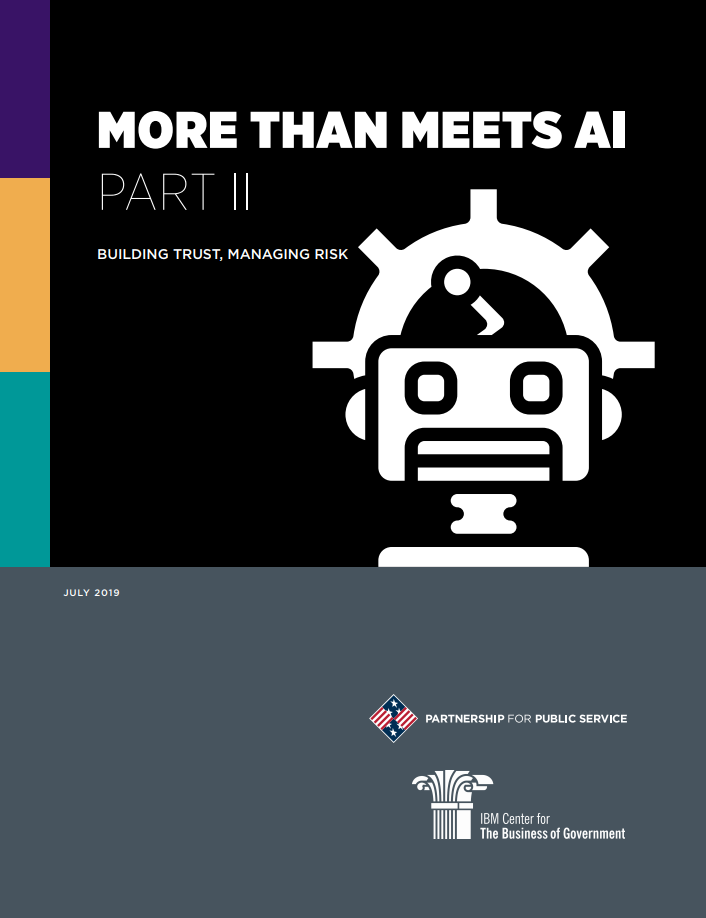 MORE THAN MEETS AI
PART II
BUILDING TRUST, MANAGING RISK
JULY 2019
PARTNERSHIP FOR PUBLIC SERVICE
IBM Center for
The Business of Government